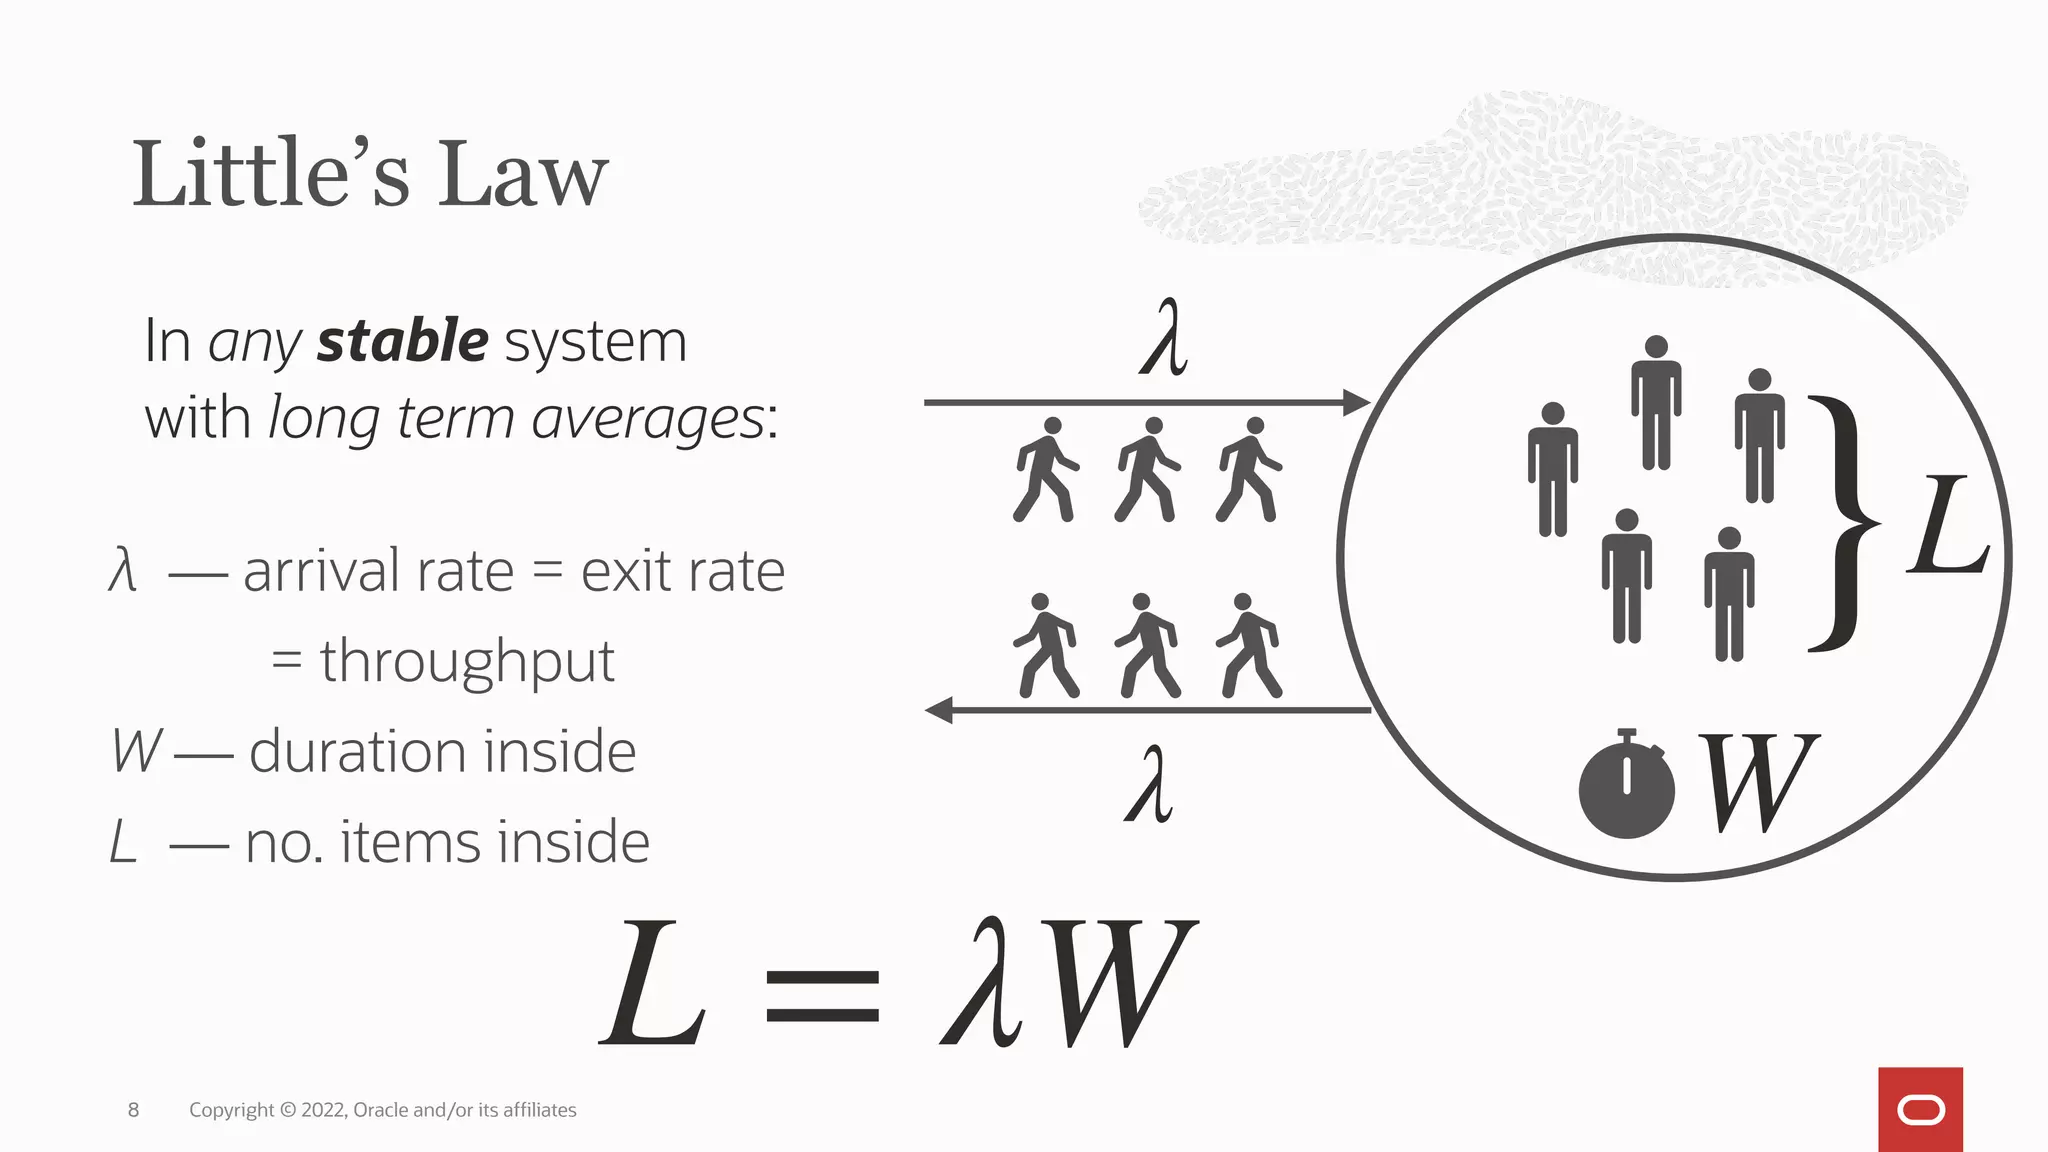 Little’s Law
In any stable system
with long term averages:
λ — arrival rate = exit rate
= throughput
W — duration inside
L — no. items inside
λ
L
W
λ
L = λW
8 Copyright © 2022, Oracle and/or its affiliates